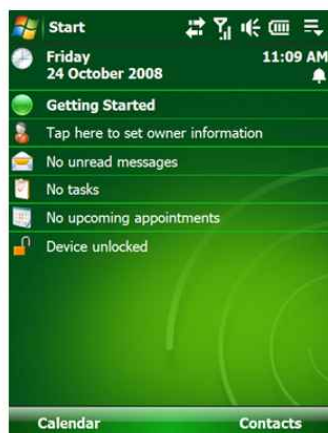 Start
Friday
24 October 2008
11:09 AM
Getting Started
Tap here to set owner information
No unread messages
No tasks
No upcoming appointments
Device unlocked
Calendar
Contacts